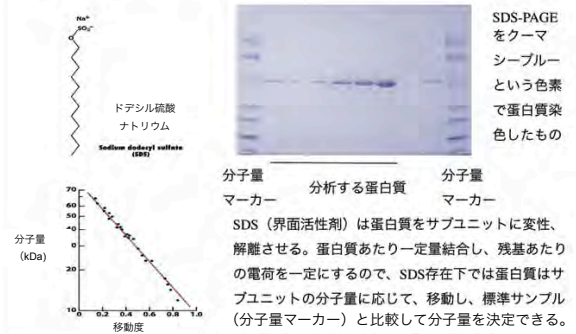 Na⁺
SO₃⁻
O
ドデシル硫酸
ナトリウム
Sodium dodecyl sulfate
(SDS)
SDS-PAGE
をクーマ
シーブルー
という色素
で蛋白質染
色したもの
分子量
マーカー
分析する蛋白質
分子量
マーカー
分子量
(kDa)
70
60
50
40
0
20
10
0
0.2
0.4
0.6
0.8
1.0
移動度
SDS（界面活性剤）は蛋白質をサブユニットに変性、
解離させる。蛋白質あたり一定量結合し、残基あたり
の電荷を一定にするので、SDS存在下では蛋白質はサ
ブユニットの分子量に応じて、移動し、標準サンプル
（分子量マーカー）と比較して分子量を決定できる。